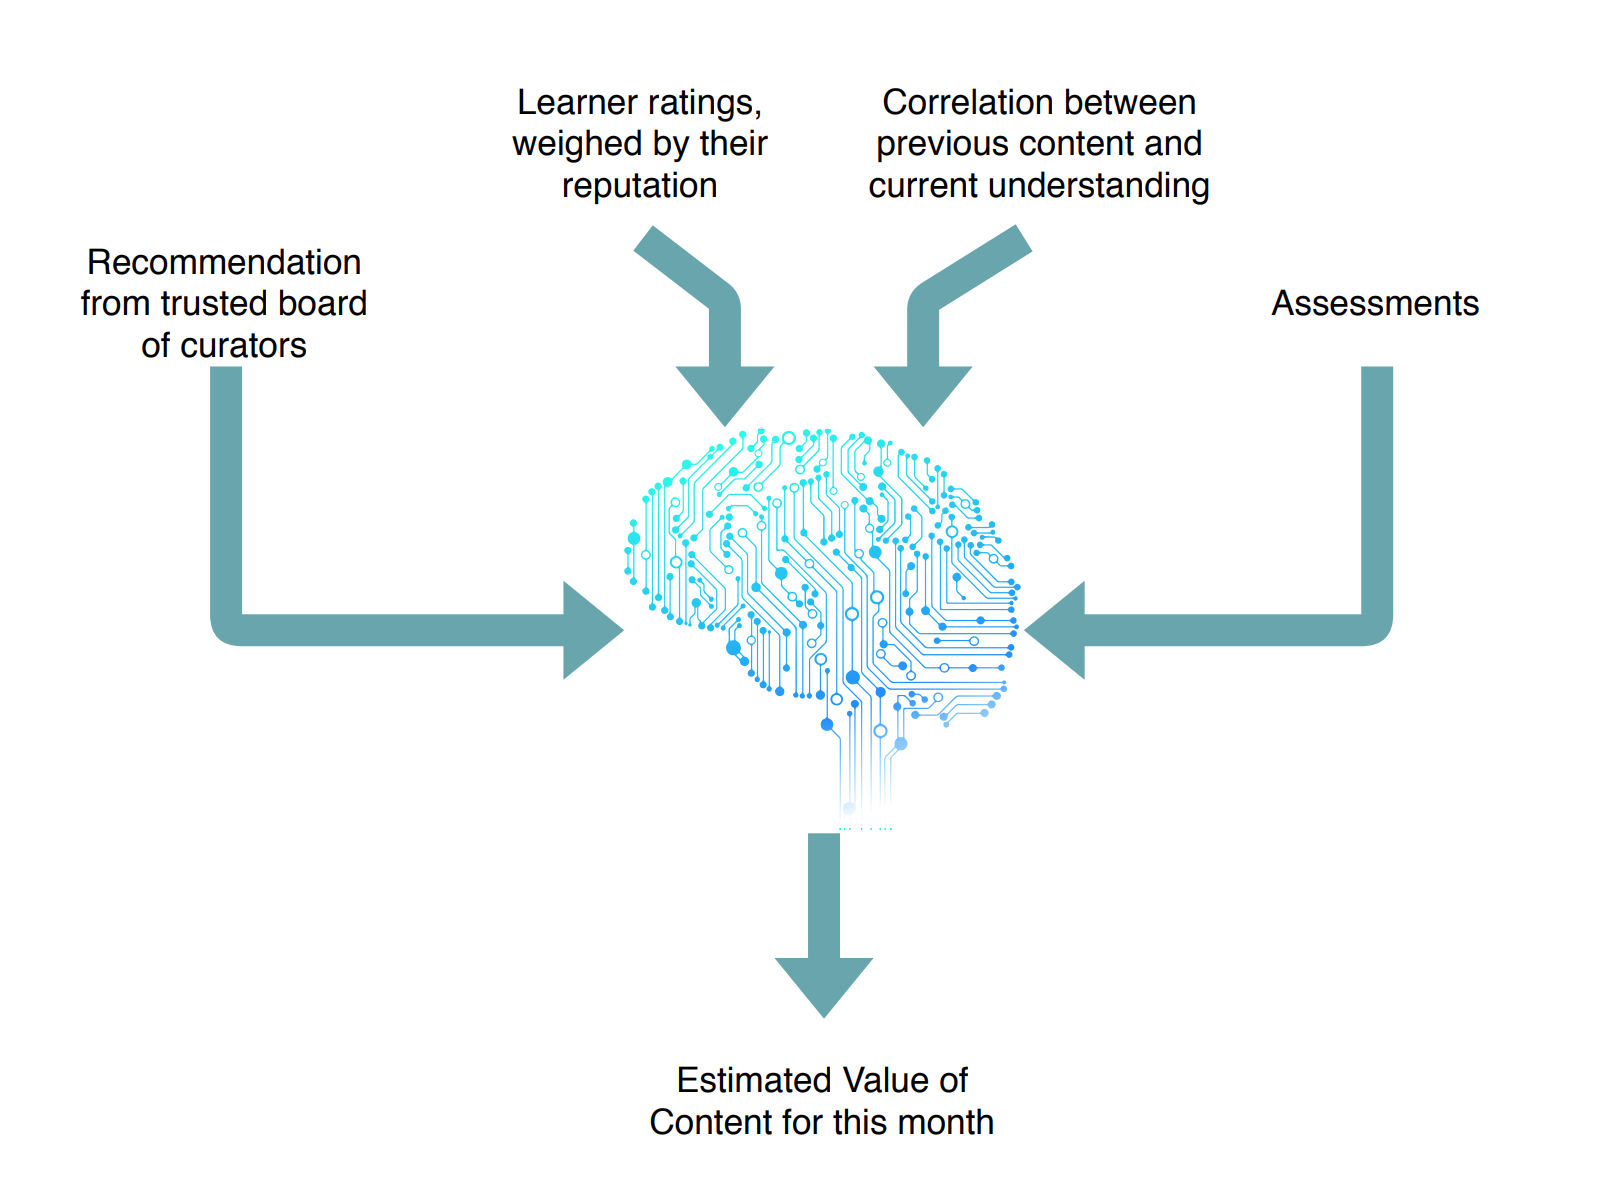 Learner ratings,
weighed by their
reputation
Correlation between
previous content and
current understanding
Recommendation
from trusted board
of curators
Assessments
Estimated Value of
Content for this month